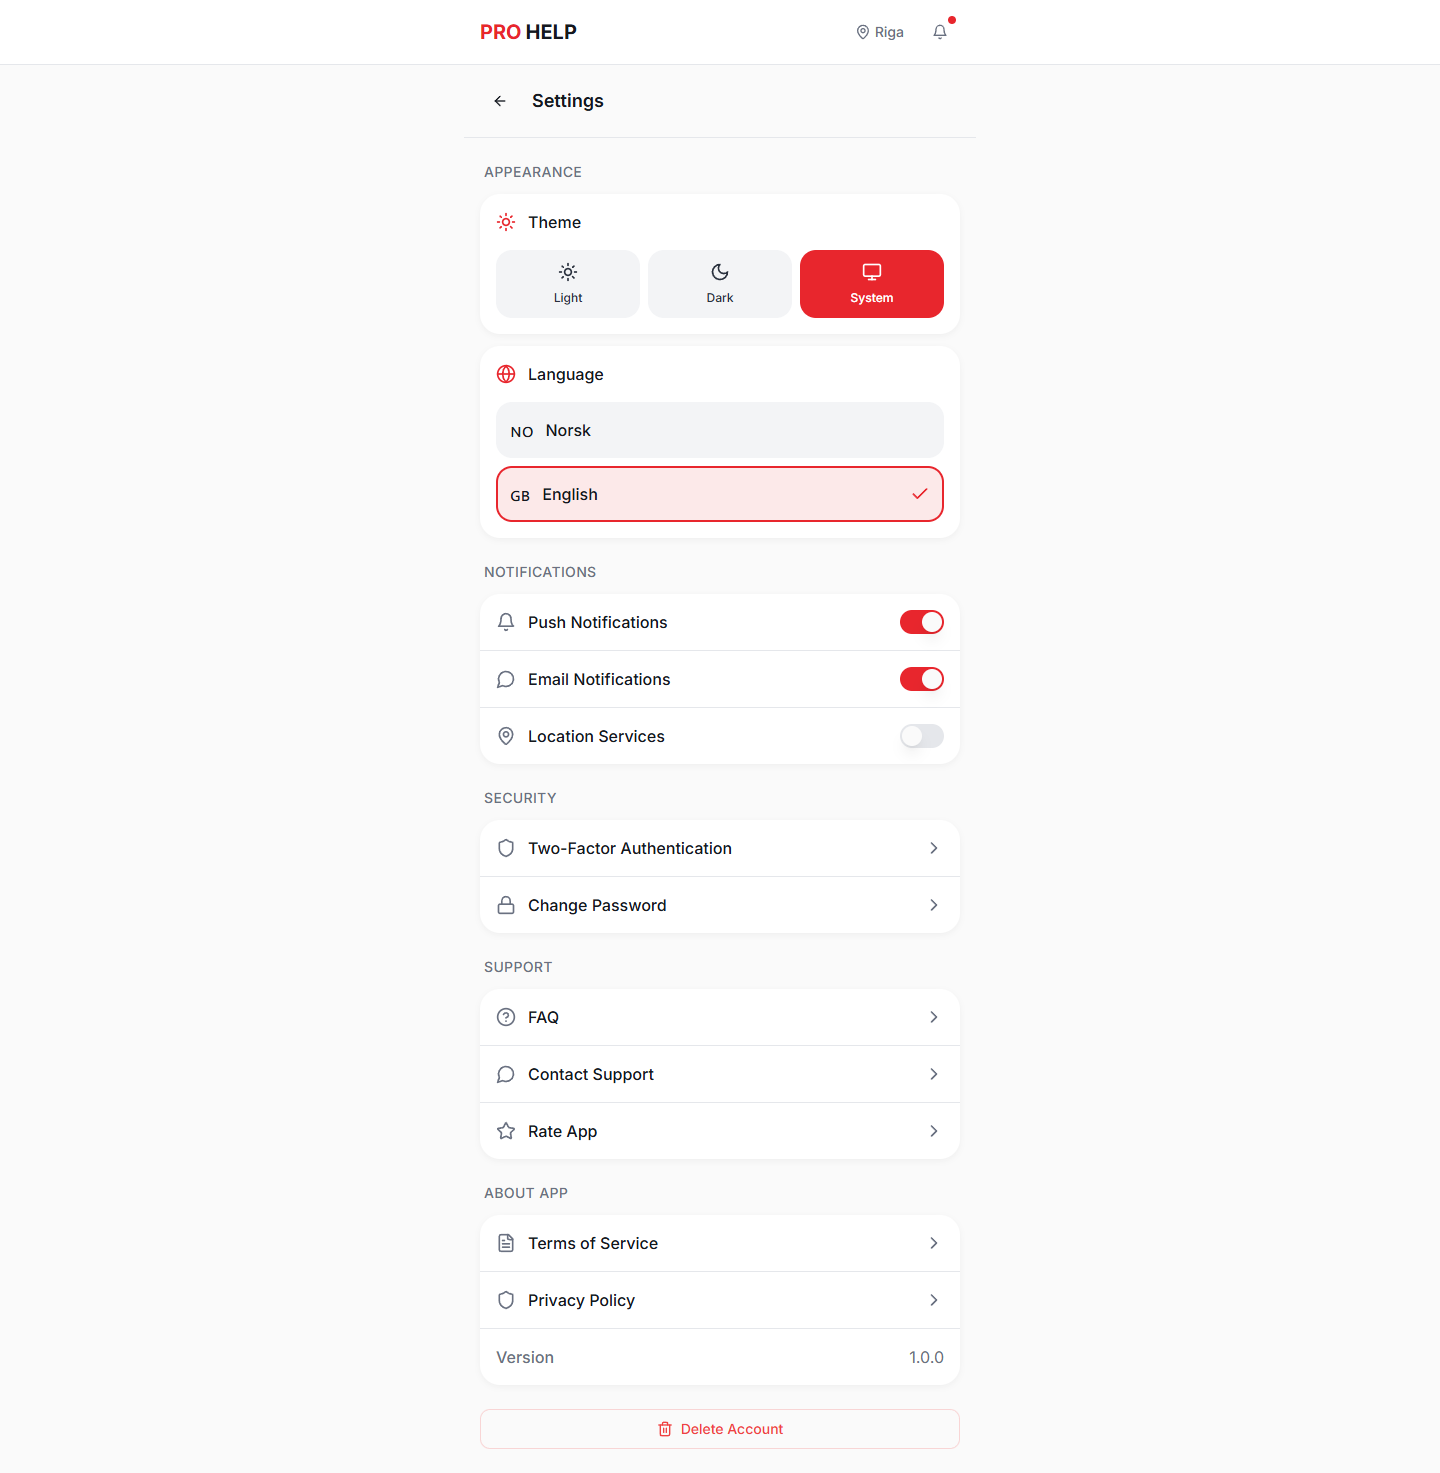 PRO HELP
Riga
Settings
APPEARANCE
Theme
Light
Dark
System
Language
NO Norsk
GB English
NOTIFICATIONS
Push Notifications
Email Notifications
Location Services
SECURITY
Two-Factor Authentication
Change Password
SUPPORT
FAQ
Contact Support
Rate App
ABOUT APP
Terms of Service
Privacy Policy
Version 1.0.0
Delete Account